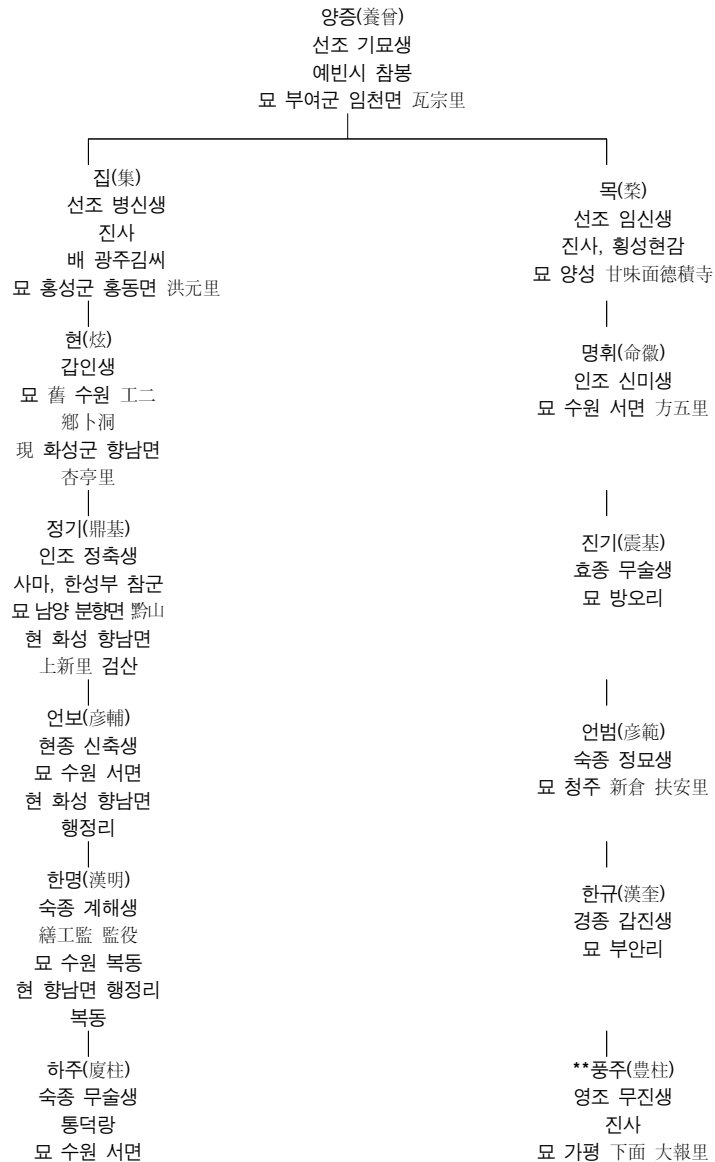 양증(養曾)
선조 기묘생
예빈시 참봉
묘 부여군 임천면 瓦宗里
집(集)
선조 병신생
진사
배 광주김씨
묘 홍성군 홍동면 洪元里
현(炫)
갑인생
묘 舊 수원 工二
鄕卜洞
現 화성군 향남면
杏亭里
정기(鼎基)
인조 정축생
사마, 한성부 참군
묘 남양 분향면 黔山
현 화성 향남면
上新里 검산
언보(彦輔)
현종 신축생
묘 수원 서면
현 화성 향남면
행정리
한명(漢明)
숙종 계해생
繕工監 監役
묘 수원 복동
현 향남면 행정리
복동
하주(廈柱)
숙종 무술생
통덕랑
묘 수원 서면
목(楘)
선조 임신생
진사, 횡성현감
묘 양성 甘味面德積寺
명휘(命徽)
인조 신미생
묘 수원 서면 方五里
진기(震基)
효종 무술생
묘 방오리
언범(彦範)
숙종 정묘생
묘 청주 新倉 扶安里
한규(漢奎)
경종 갑진생
묘 부안리
**풍주(豊柱)
영조 무진생
진사
묘 가평 下面 大報里